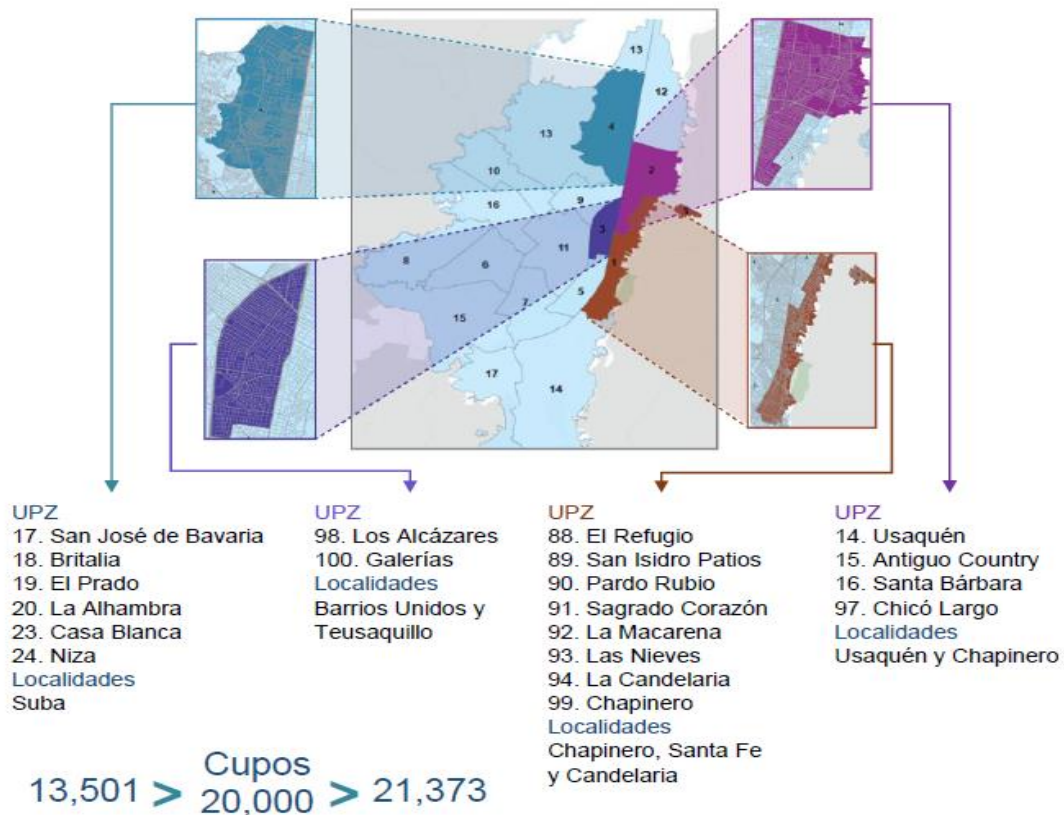 13
12
4
13
2
10
9
16
3
11
8
6
5
7
15
17
14
UPZ
17. San José de Bavaria
18. Britalia
19. El Prado
20. La Alhambra
23. Casa Blanca
24. Niza
Localidades
Suba
UPZ
98. Los Alcázares
100. Galerías
Localidades
Barrios Unidos y
Teusaquillo
UPZ
88. El Refugio
89. San Isidro Patios
90. Pardo Rubio
91. Sagrado Corazón
92. La Macarena
93. Las Nieves
94. La Candelaria
99. Chapinero
Localidades
Chapinero, Santa Fe
y Candelaria
UPZ
14. Usaquén
15. Antiguo Country
16. Santa Bárbara
97. Chicó Largo
Localidades
Usaquén y Chapinero
Cupos
13,501 > 20,000 > 21,373